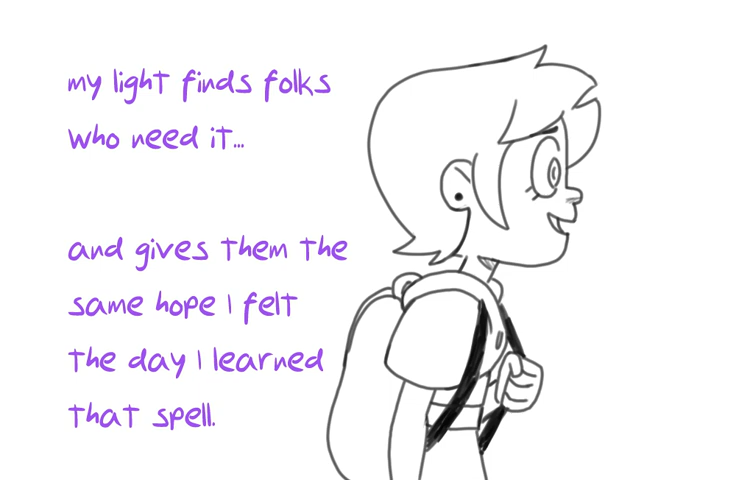 my light finds folks
who need it...
and gives them the
same hope I felt
the day I learned
that spell.